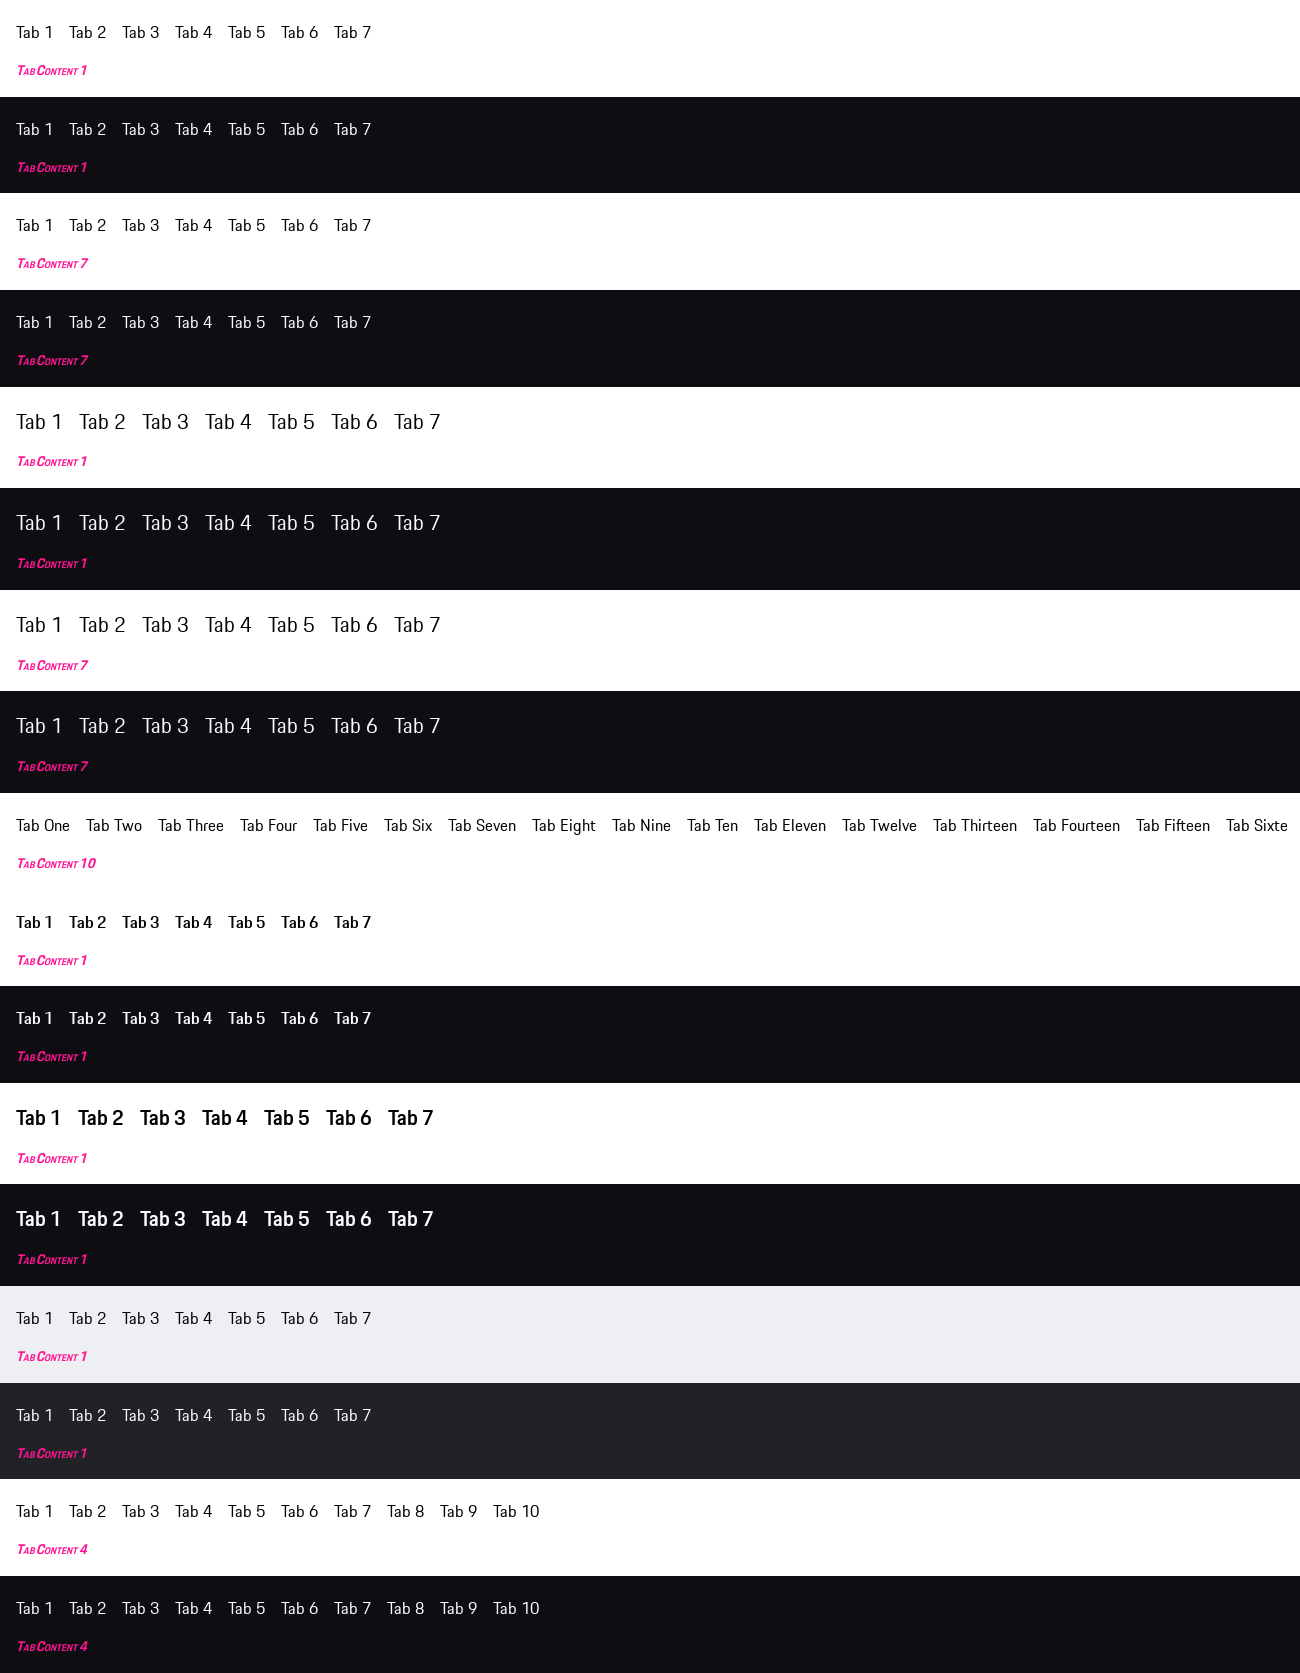 Tab 1 Tab 2 Tab 3 Tab 4 Tab 5 Tab 6 Tab 7
Tab Content 1
Tab 1 Tab 2 Tab 3 Tab 4 Tab 5 Tab 6 Tab 7
Tab Content 1
Tab 1 Tab 2 Tab 3 Tab 4 Tab 5 Tab 6 Tab 7
Tab Content 7
Tab 1 Tab 2 Tab 3 Tab 4 Tab 5 Tab 6 Tab 7
Tab Content 7
Tab 1 Tab 2 Tab 3 Tab 4 Tab 5 Tab 6 Tab 7
Tab Content 1
Tab 1 Tab 2 Tab 3 Tab 4 Tab 5 Tab 6 Tab 7
Tab Content 1
Tab 1 Tab 2 Tab 3 Tab 4 Tab 5 Tab 6 Tab 7
Tab Content 7
Tab 1 Tab 2 Tab 3 Tab 4 Tab 5 Tab 6 Tab 7
Tab Content 7
Tab One Tab Two Tab Three Tab Four Tab Five Tab Six Tab Seven Tab Eight Tab Nine Tab Ten Tab Eleven Tab Twelve Tab Thirteen Tab Fourteen Tab Fifteen Tab Sixte
Tab Content 10
Tab 1 Tab 2 Tab 3 Tab 4 Tab 5 Tab 6 Tab 7
Tab Content 1
Tab 1 Tab 2 Tab 3 Tab 4 Tab 5 Tab 6 Tab 7
Tab Content 1
Tab 1 Tab 2 Tab 3 Tab 4 Tab 5 Tab 6 Tab 7
Tab Content 1
Tab 1 Tab 2 Tab 3 Tab 4 Tab 5 Tab 6 Tab 7
Tab Content 1
Tab 1 Tab 2 Tab 3 Tab 4 Tab 5 Tab 6 Tab 7
Tab Content 1
Tab 1 Tab 2 Tab 3 Tab 4 Tab 5 Tab 6 Tab 7
Tab Content 1
Tab 1 Tab 2 Tab 3 Tab 4 Tab 5 Tab 6 Tab 7 Tab 8 Tab 9 Tab 10
Tab Content 4
Tab 1 Tab 2 Tab 3 Tab 4 Tab 5 Tab 6 Tab 7 Tab 8 Tab 9 Tab 10
Tab Content 4